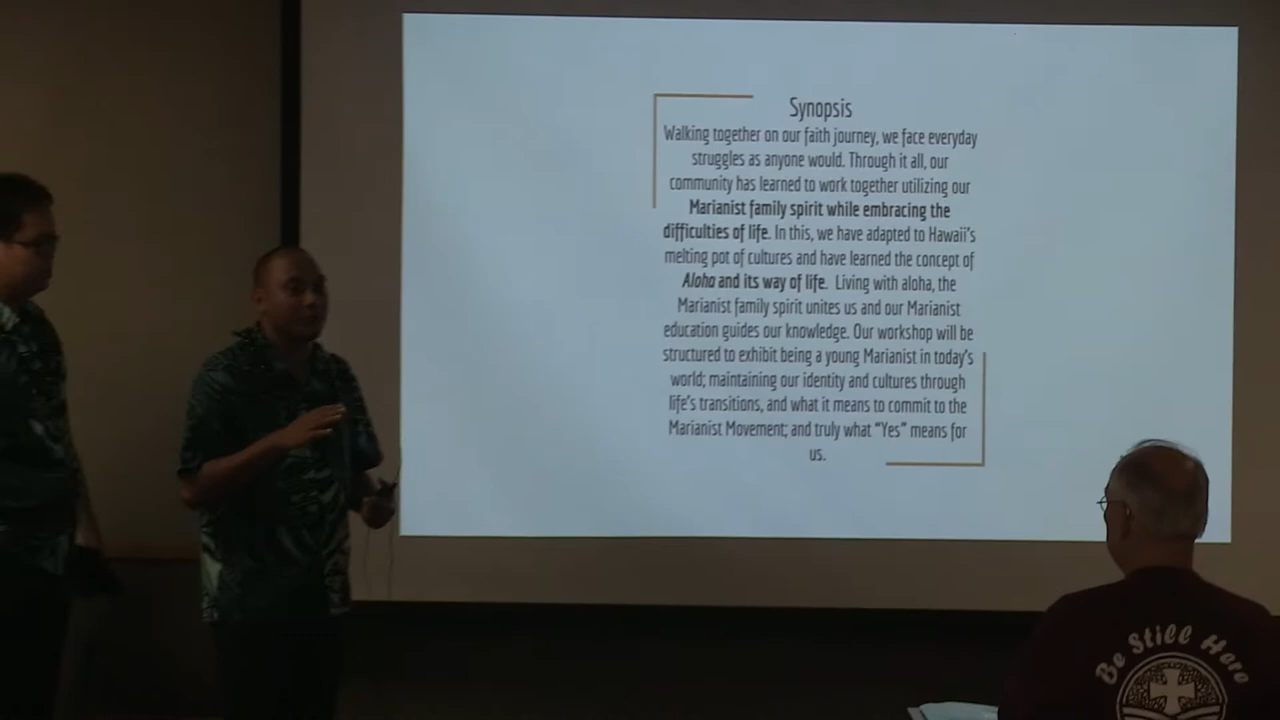 Synopsis
Walking together on our faith journey, we face everyday
struggles as anyone would. Through it all, our
community has learned to work together utilizing our
Marianist family spirit while embracing the
difficulties of life. In this, we have adapted to Hawaii's
melting pot of cultures and have learned the concept of
Aloha and its way of life. Living with aloha, the
Marianist family spirit unites us and our Marianist
education guides our knowledge. Our workshop will be
structured to exhibit being a young Marianist in today's
world; maintaining our identity and cultures through
life's transitions, and what it means to commit to the
Marianist Movement; and truly what "Yes" means for
us.
Be Still Here